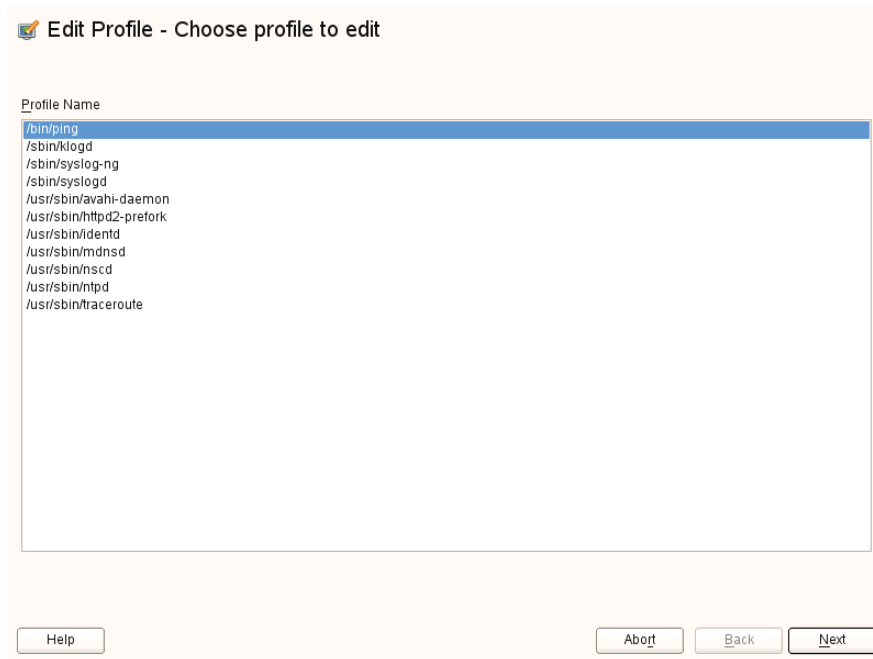 Edit Profile - Choose profile to edit
Profile Name
/bin/ping
/sbin/klogd
/sbin/syslog-ng
/sbin/syslogd
/usr/sbin/avahi-daemon
/usr/sbin/httpd2-prefork
/usr/sbin/identd
/usr/sbin/mdnsd
/usr/sbin/nscd
/usr/sbin/ntpd
/usr/sbin/traceroute
Help Abort Back Next